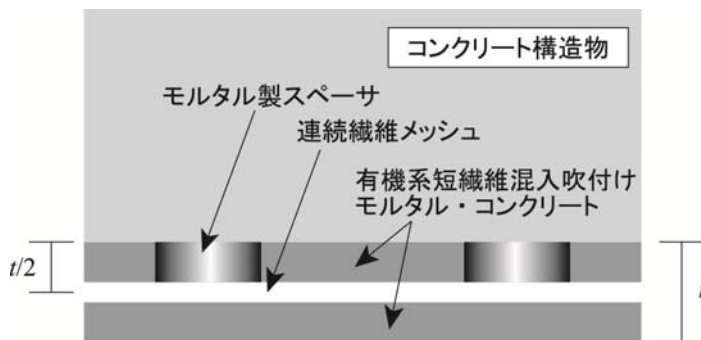 コンクリート構造物
モルタル製スペーサ
連続繊維メッシュ
有機系短繊維混入吹付け
モルタル・コンクリート
t/2